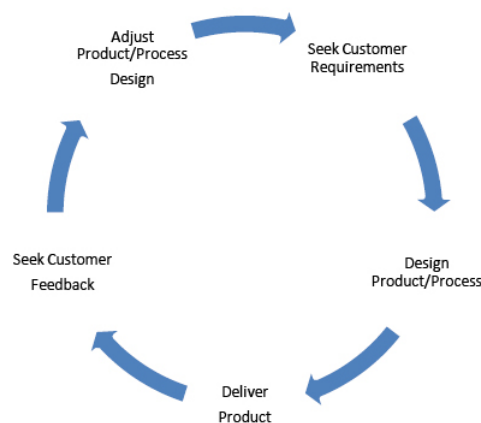 Adjust
Product/Process
Design
Seek Customer
Requirements
Design
Product/Process
Deliver
Product
Seek Customer
Feedback